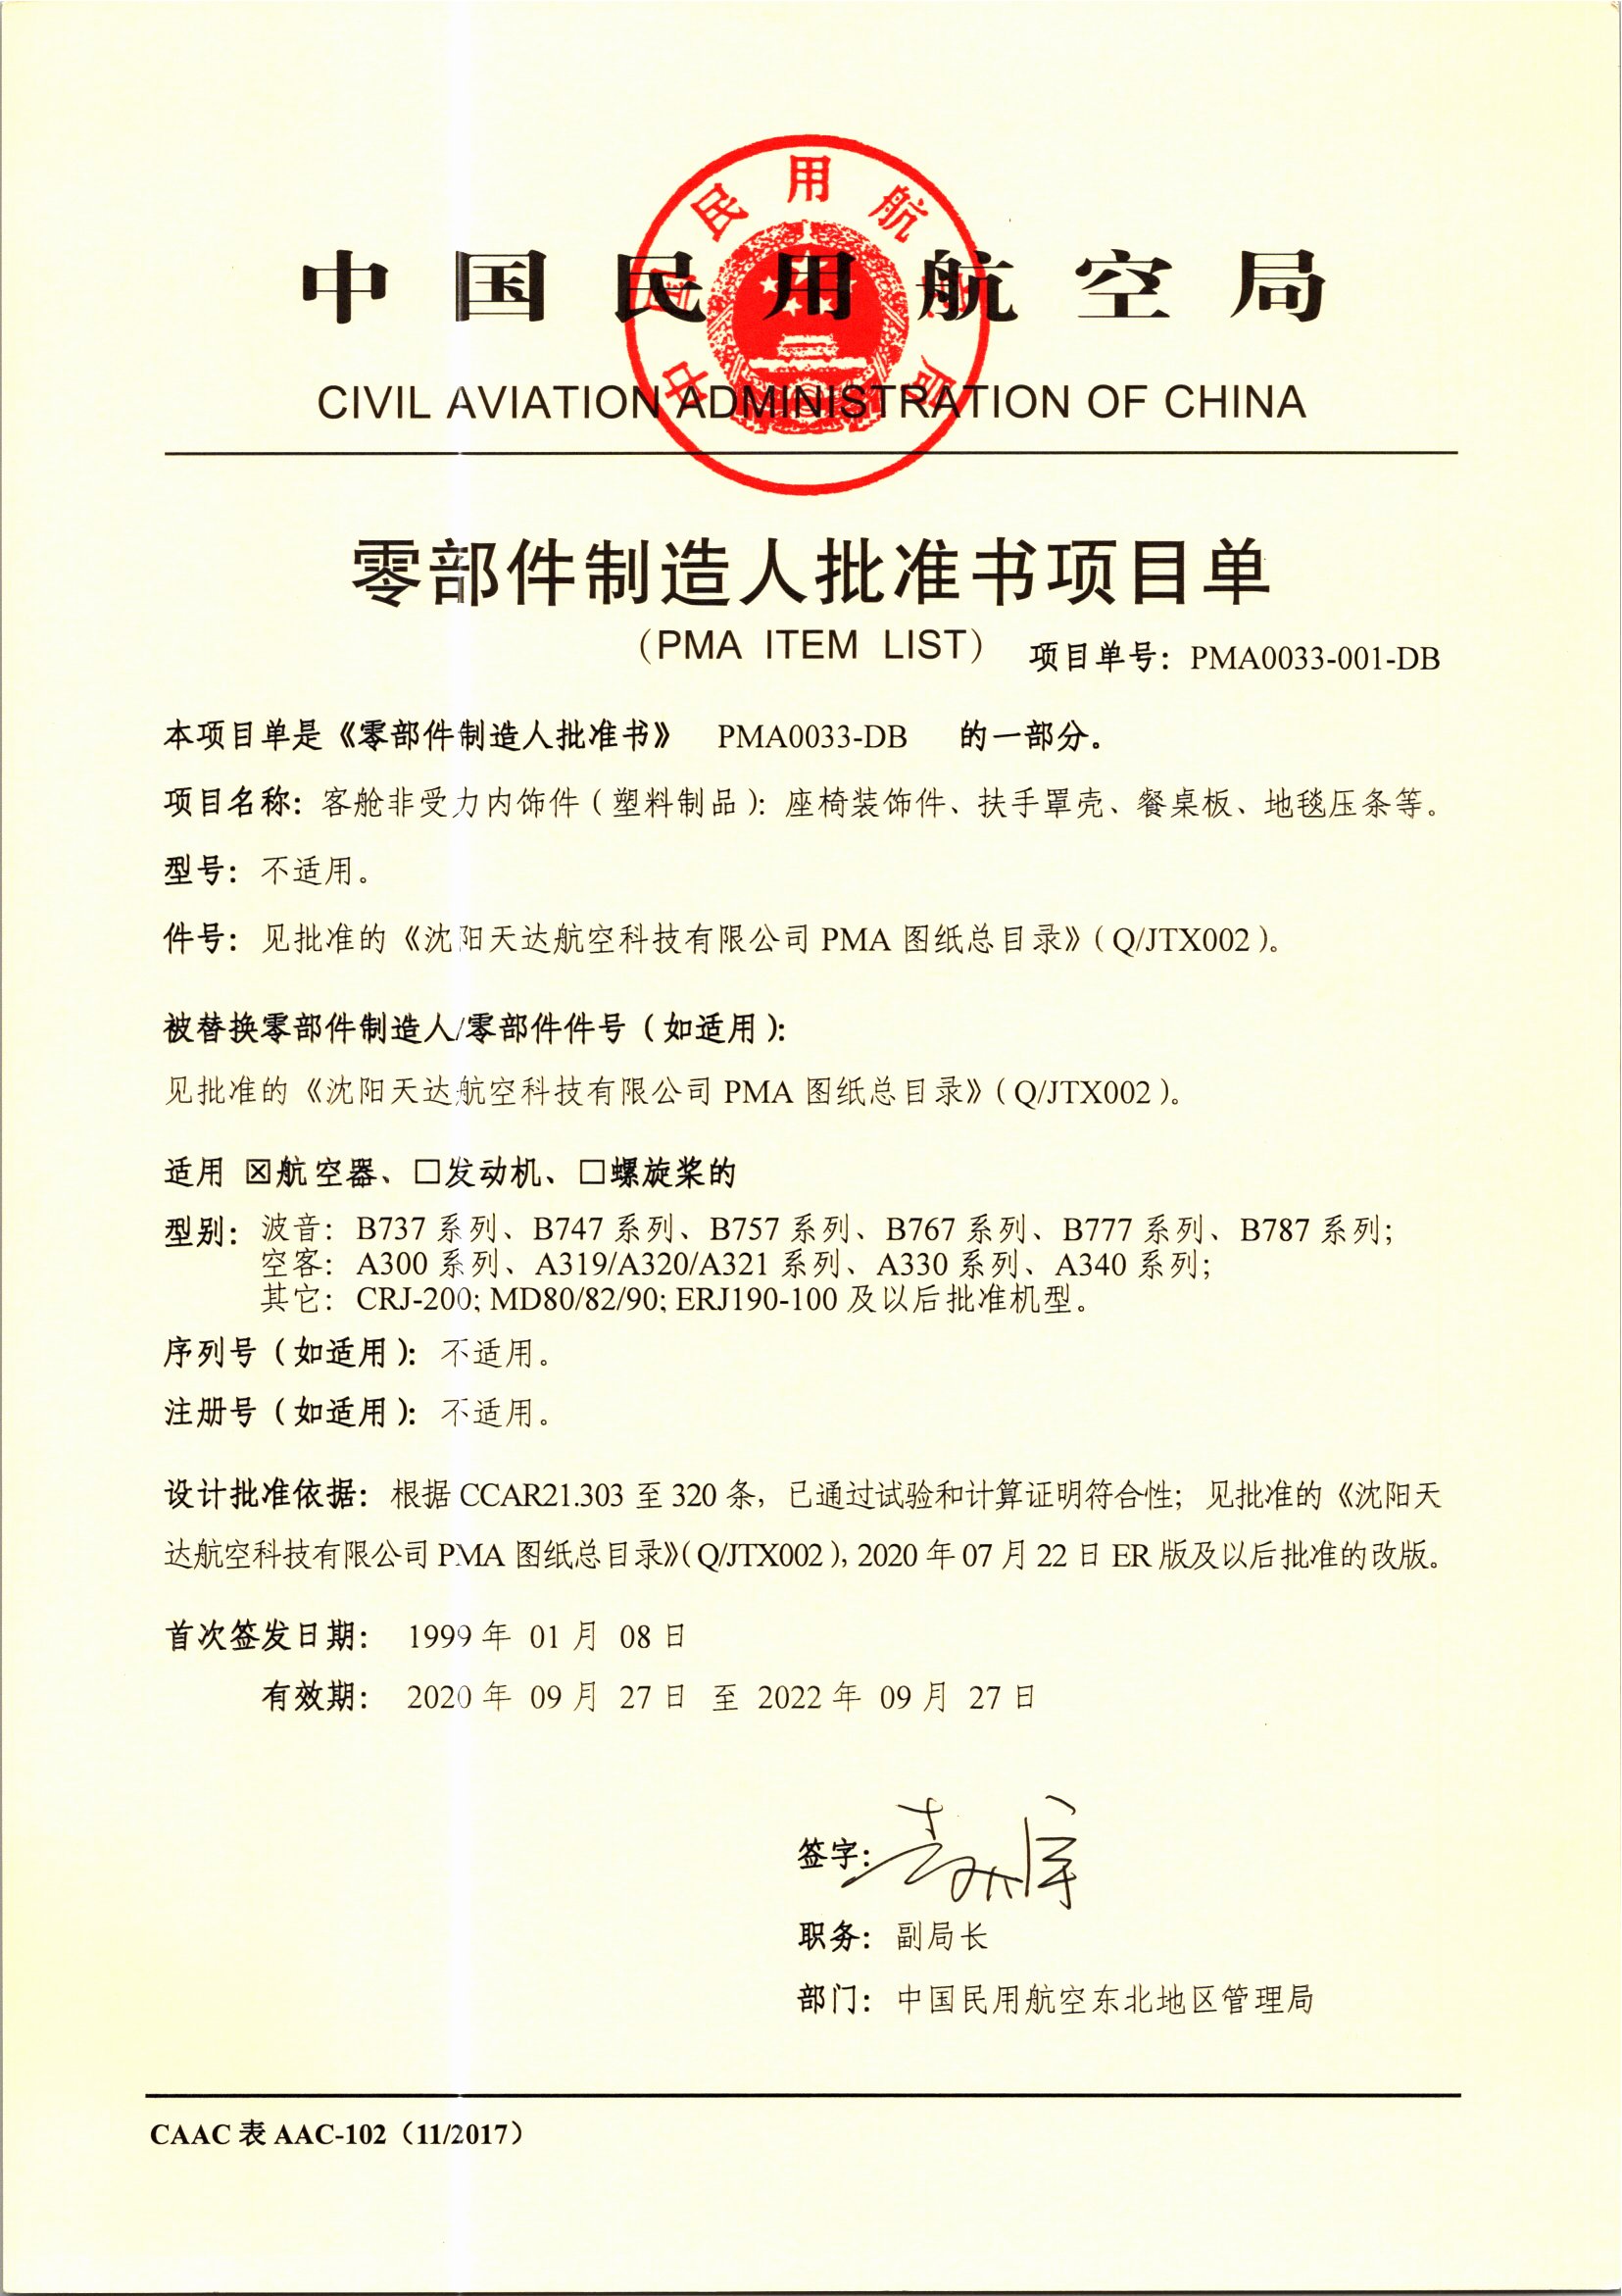 中国民用航空局
中国民用航空局
CIVIL AVIATION ADMINISTRATION OF CHINA
零部件制造人批准书项目单
（PMA ITEM LIST）
项目单号：PMA0033-001-DB
本项目单是《零部件制造人批准书》 PMA0033-DB 的一部分。
项目名称：客舱非受力内饰件（塑料制品）：座椅装饰件、扶手罩壳、餐桌板、地毯压条等。
型号：不适用。
件号：见批准的《沈阳天达航空科技有限公司 PMA 图纸总目录》（Q/JTX002）。
被替换零部件制造人/零部件件号（如适用）：
见批准的《沈阳天达航空科技有限公司 PMA 图纸总目录》（Q/JTX002）。
适用 ☒航空器、☐发动机、☐螺旋桨的
型别：波音：B737 系列、B747 系列、B757 系列、B767 系列、B777 系列、B787 系列；
空客：A300 系列、A319/A320/A321 系列、A330 系列、A340 系列；
其它：CRJ-200; MD80/82/90; ERJ190-100 及以后批准机型。
序列号（如适用）：不适用。
注册号（如适用）：不适用。
设计批准依据：根据 CCAR21.303 至 320 条，已通过试验和计算证明符合性；见批准的《沈阳天
达航空科技有限公司 PMA 图纸总目录》（Q/JTX002），2020 年 07 月 22 日 ER 版及以后批准的改版。
首次签发日期： 1999 年 01 月 08 日
有效期： 2020 年 09 月 27 日 至 2022 年 09 月 27 日
签字：
职务：副局长
部门：中国民用航空东北地区管理局
CAAC 表 AAC-102（11/2017）